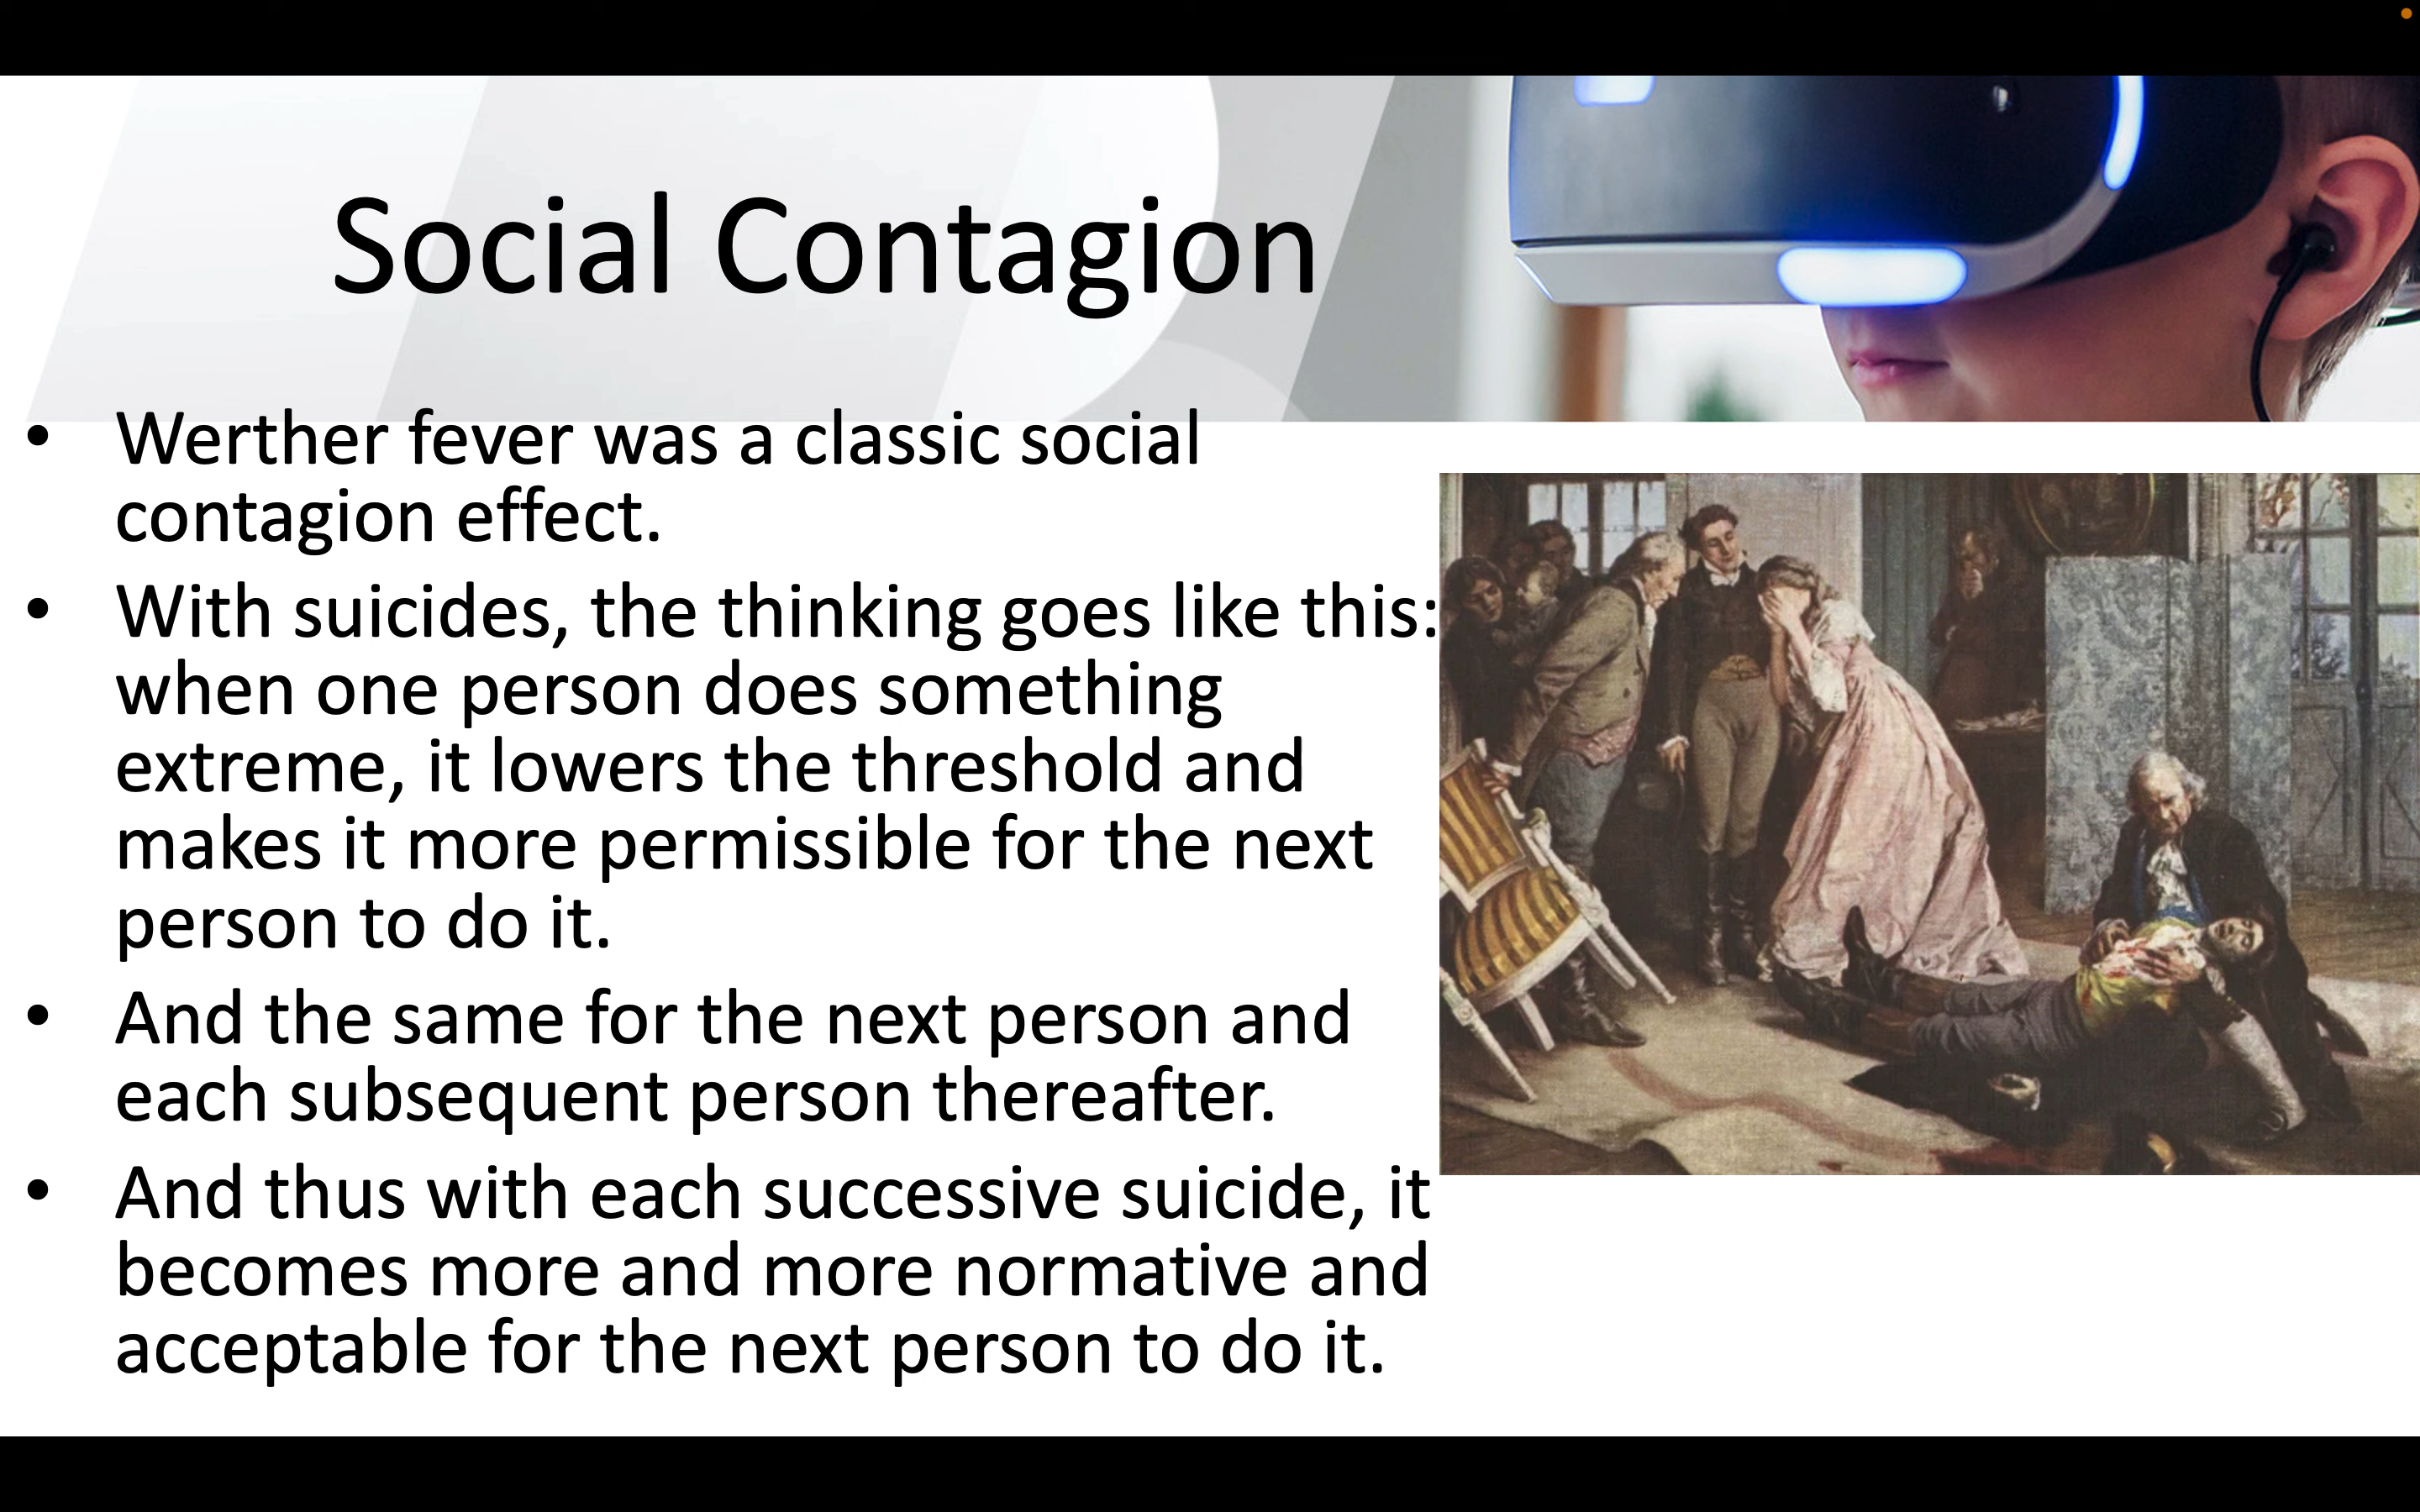 Social Contagion
• Werther fever was a classic social
contagion effect.
• With suicides, the thinking goes like this:
when one person does something
extreme, it lowers the threshold and
makes it more permissible for the next
person to do it.
• And the same for the next person and
each subsequent person thereafter.
• And thus with each successive suicide, it
becomes more and more normative and
acceptable for the next person to do it.